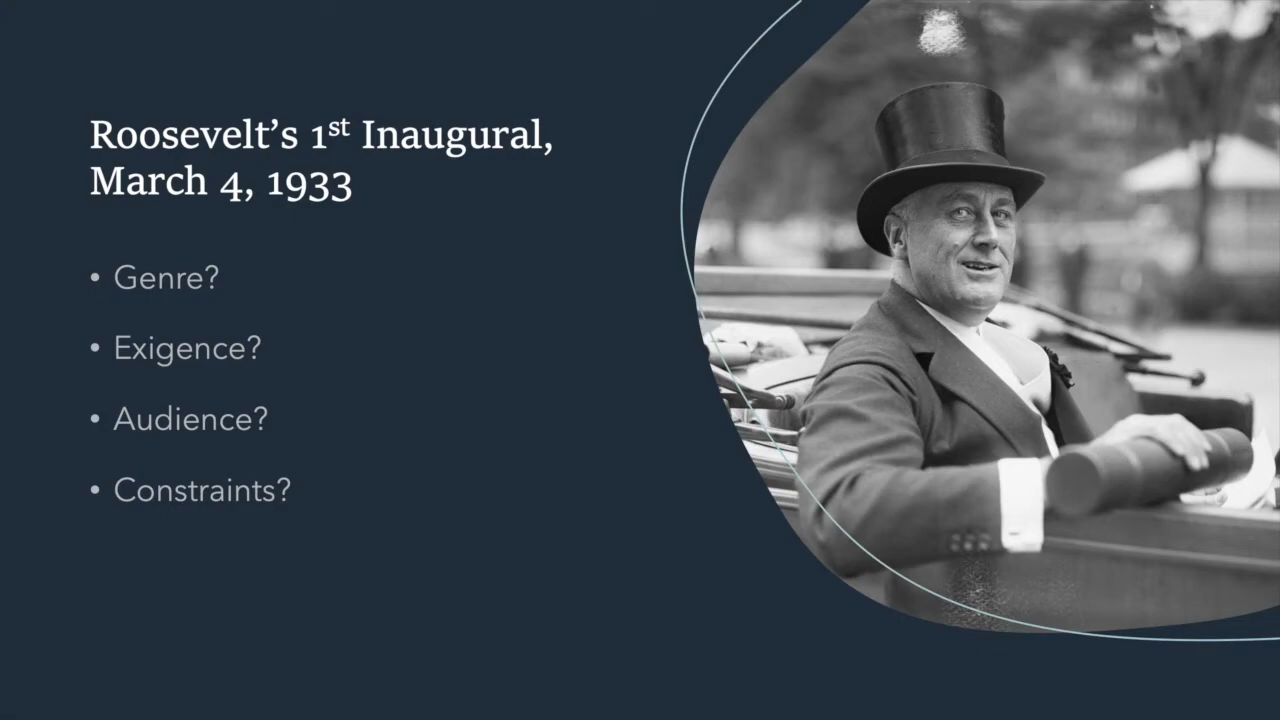 Roosevelt’s 1st Inaugural,
March 4, 1933
• Genre?
• Exigence?
• Audience?
• Constraints?